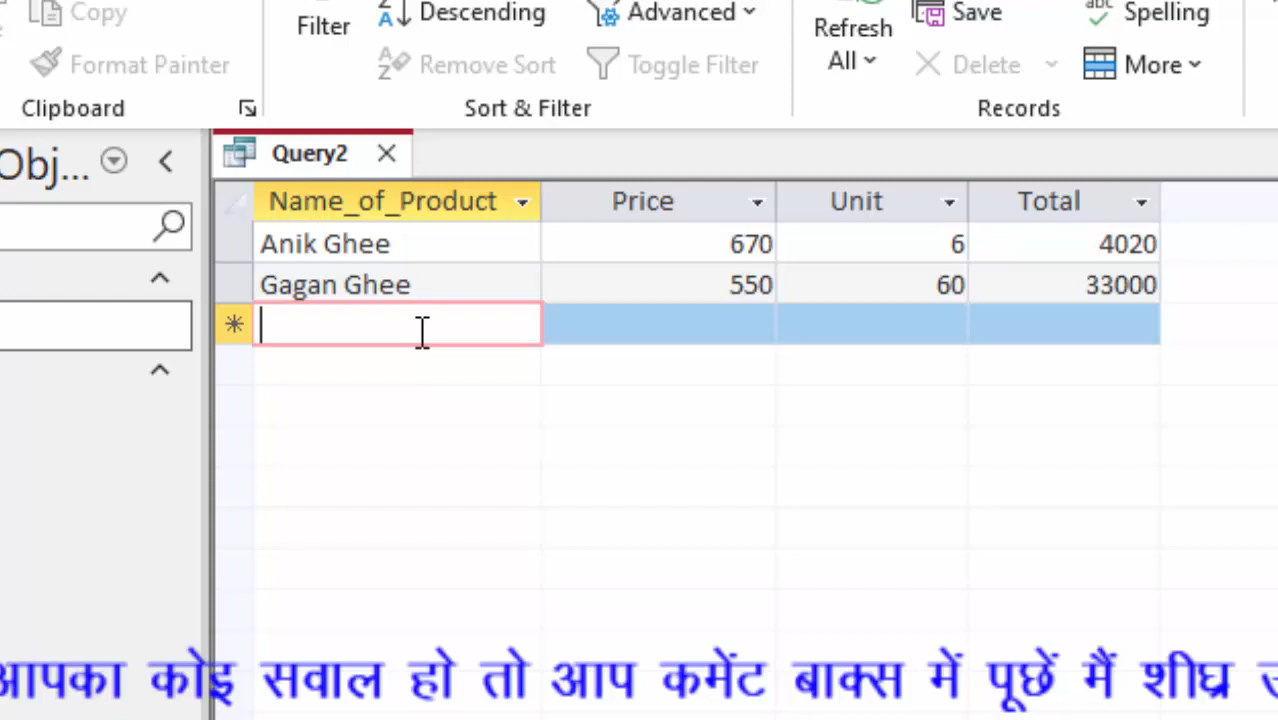 Copy
Format Painter
Clipboard
Filter
Descending
Advanced
Remove Sort
Toggle Filter
Sort & Filter
Refresh
All
Save
Spelling
Delete
More
Records
Obj...
Query2
Name_of_Product Price Unit Total
Anik Ghee 670 6 4020
Gagan Ghee 550 60 33000
आपका कोइ सवाल हो तो आप कमेंट बाक्स में पूछें मैं शीघ्र